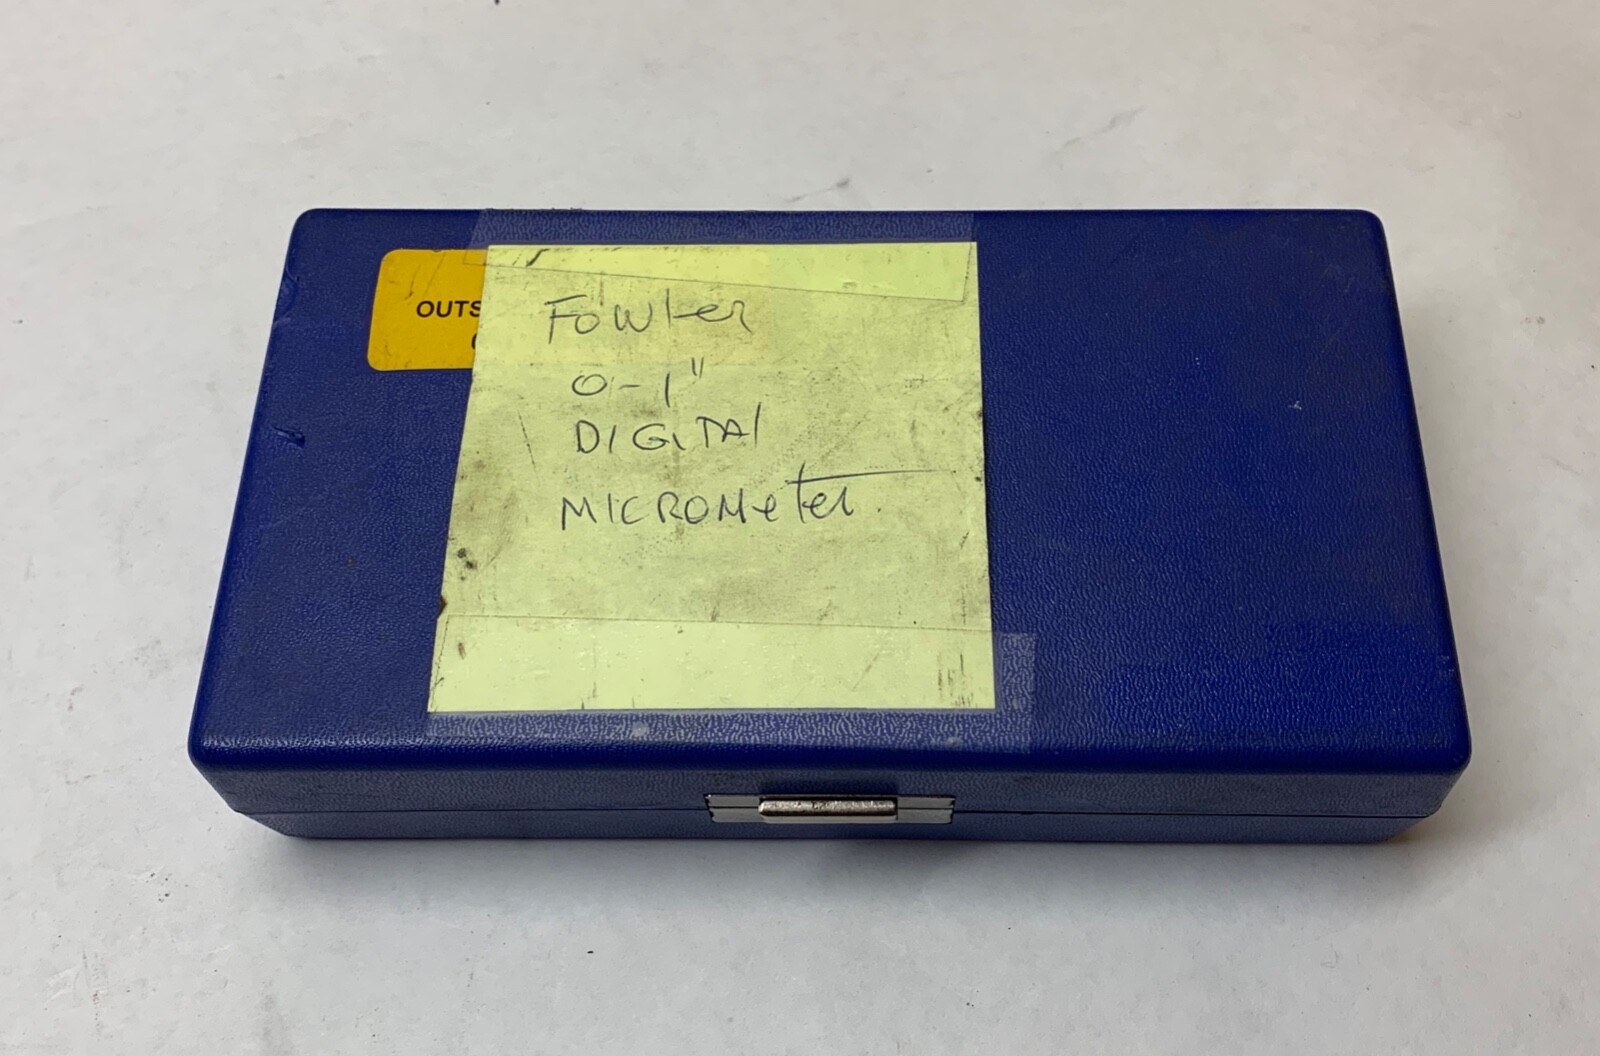 OUTS
(
Fowler
0-1"
DIGITAl
MICROMeter.